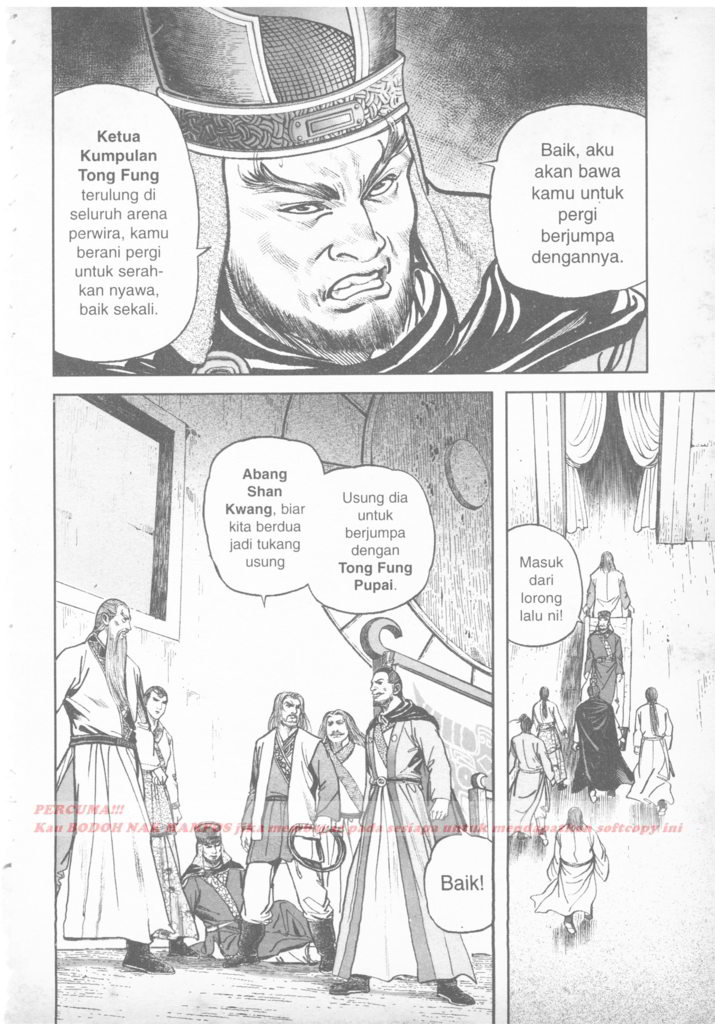 Ketua
Kumpulan
Tong Fung
terulung di
seluruh arena
perwira, kamu
berani pergi
untuk serah-
kan nyawa,
baik sekali.
Baik, aku
akan bawa
kamu untuk
pergi
berjumpa
dengannya.
Abang
Shan
Kwang, biar
kita berdua
jadi tukang
usung
Usung dia
untuk
berjumpa
dengan
Tong Fung
Pupai.
Baik!
Masuk
dari
lorong
lalu ni!
PERCUMA!!!
Kau BODOH NAK MAMPOS jika membayar pada sesiapa untuk mendapatkan softcopy ini